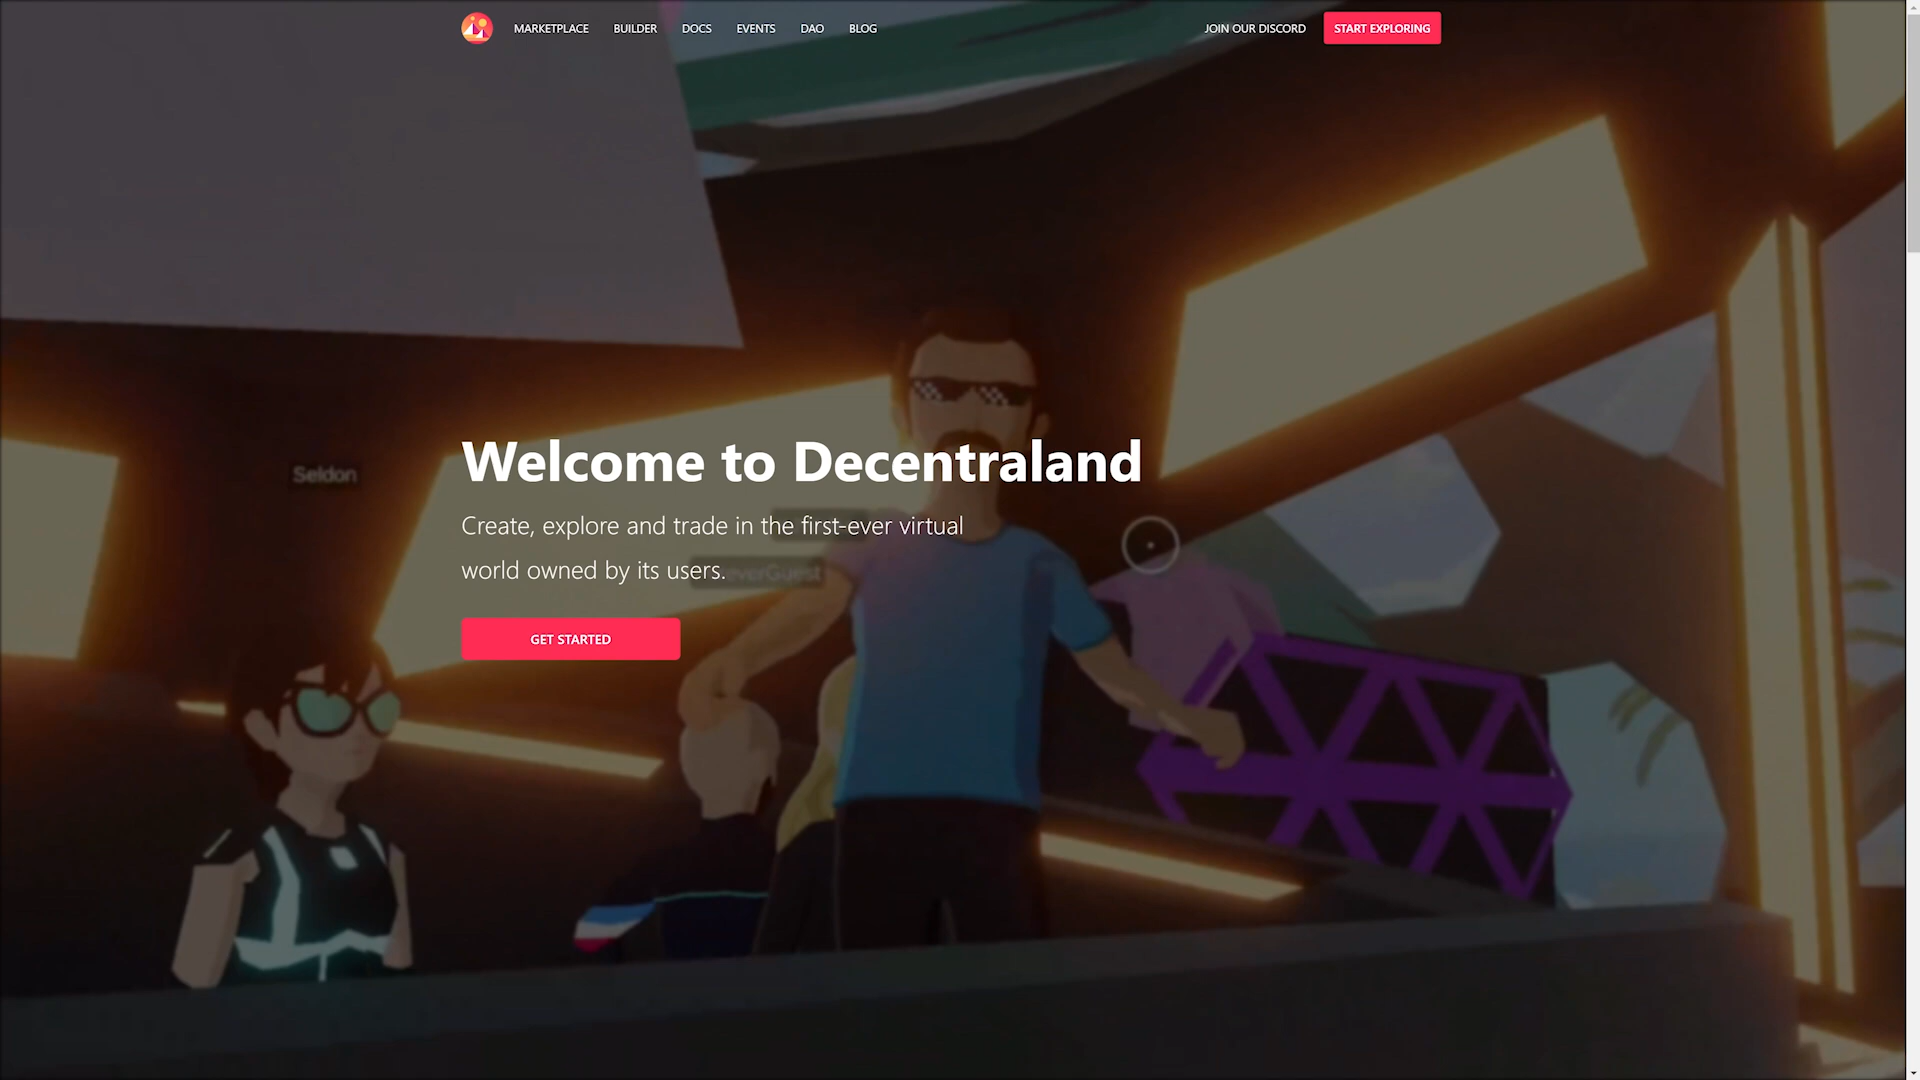 MARKETPLACE BUILDER DOCS EVENTS DAO BLOG JOIN OUR DISCORD START EXPLORING
Seldon
Welcome to Decentraland
Create, explore and trade in the first-ever virtual
world owned by its users.
GET STARTED